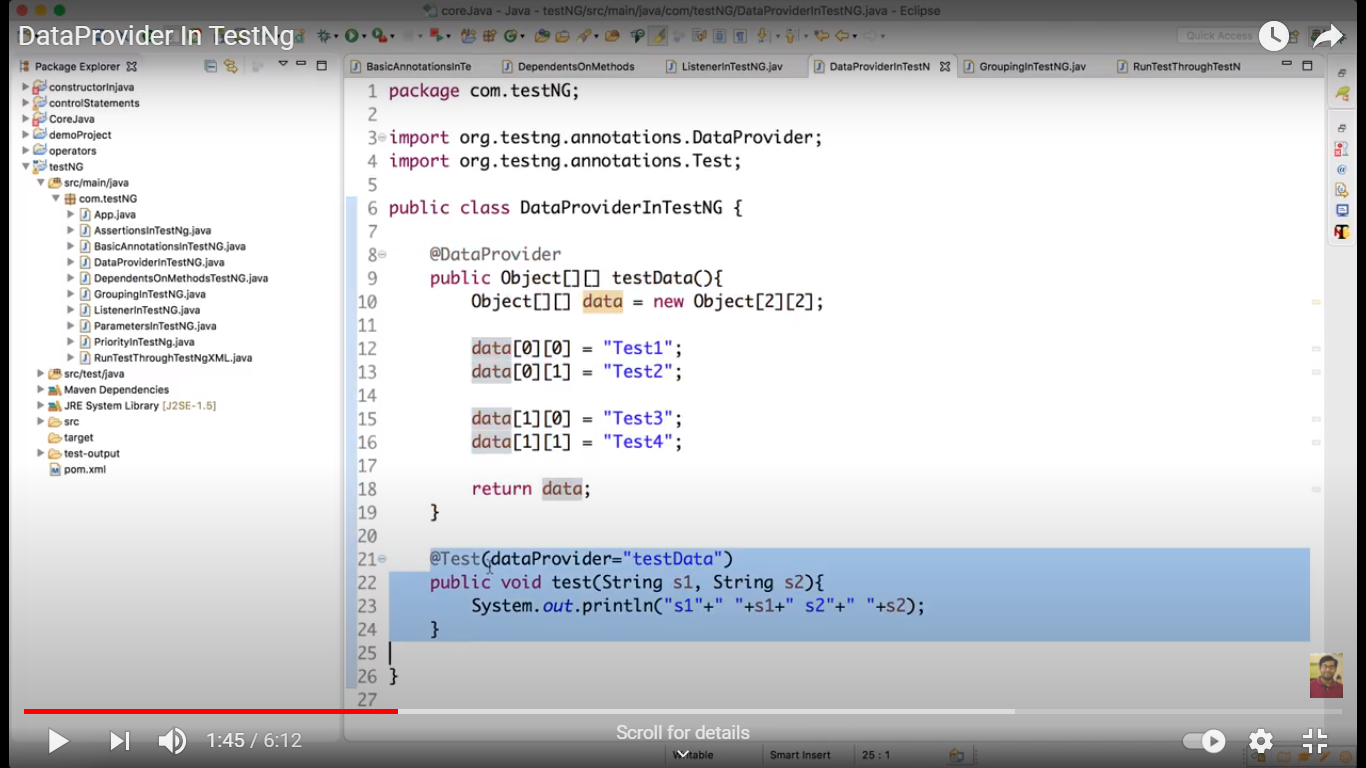 coreJava - Java - testNG/src/main/java/com/testNG/DataProviderInTestNG.java - Eclipse
DataProvider In TestNg
Quick Access
Package Explorer
constructorInjava
controlStatements
CoreJava
demoProject
operators
testNG
src/main/java
com.testNG
App.java
AssertionsInTestNg.java
BasicAnnotationsInTestNG.java
DataProviderInTestNG.java
DependentsOnMethodsTestNG.java
GroupingInTestNG.java
ListenerInTestNG.java
ParametersInTestNG.java
PriorityInTestNg.java
RunTestThroughTestNgXML.java
src/test/java
Maven Dependencies
JRE System Library [J2SE-1.5]
src
target
test-output
pom.xml
BasicAnnotationsInTe DependentsOnMethods ListenerInTestNG.jav DataProviderInTestN GroupingInTestNG.jav RunTestThroughTestN
1 package com.testNG;
2
3 import org.testng.annotations.DataProvider;
4 import org.testng.annotations.Test;
5
6 public class DataProviderInTestNG {
7
8 @DataProvider
9 public Object[][] testData(){
10 Object[][] data = new Object[2][2];
11
12 data[0][0] = "Test1";
13 data[0][1] = "Test2";
14
15 data[1][0] = "Test3";
16 data[1][1] = "Test4";
17
18 return data;
19 }
20
21 @Test(dataProvider="testData")
22 public void test(String s1, String s2){
23 System.out.println("s1"+" "+s1+" s2"+" "+s2);
24 }
25
26 }
27
1:45 / 6:12
Scroll for details
Writable Smart Insert 25 : 1